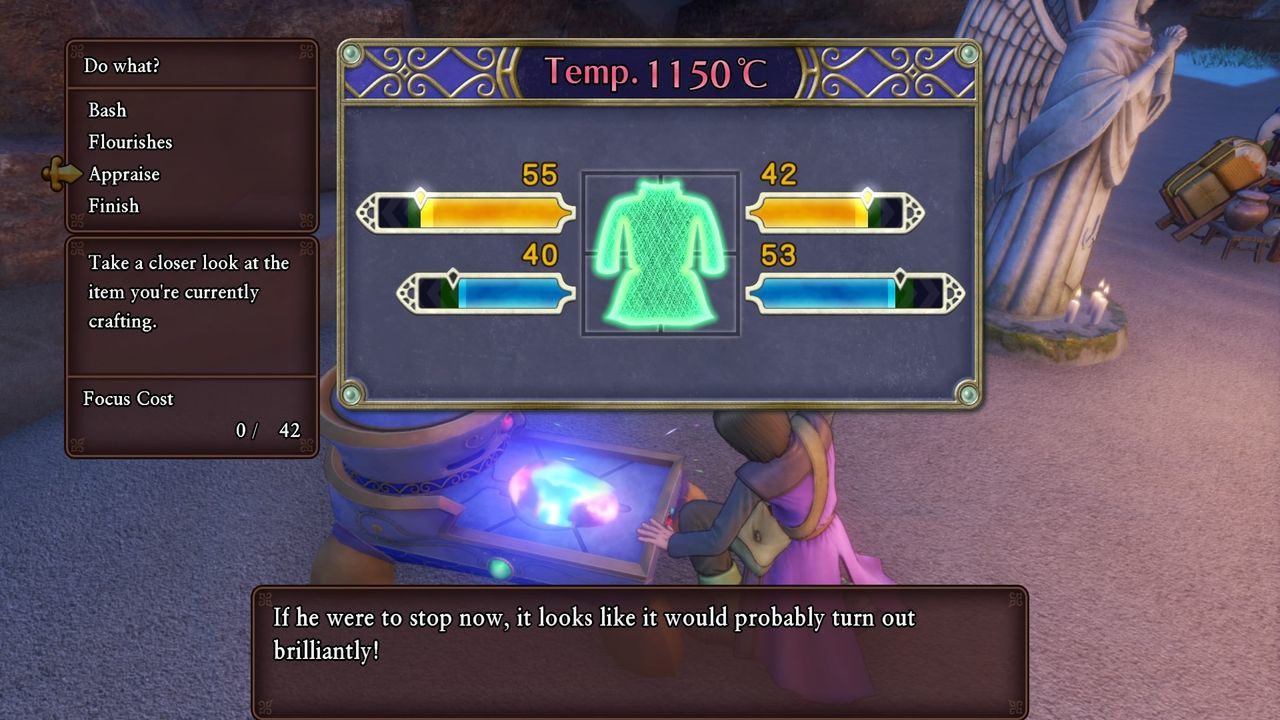 Do what?
Bash
Flourishes
Appraise
Finish
Take a closer look at the
item you're currently
crafting.
Focus Cost
0 / 42
Temp. 1150℃
55
42
40
53
If he were to stop now, it looks like it would probably turn out
brilliantly!